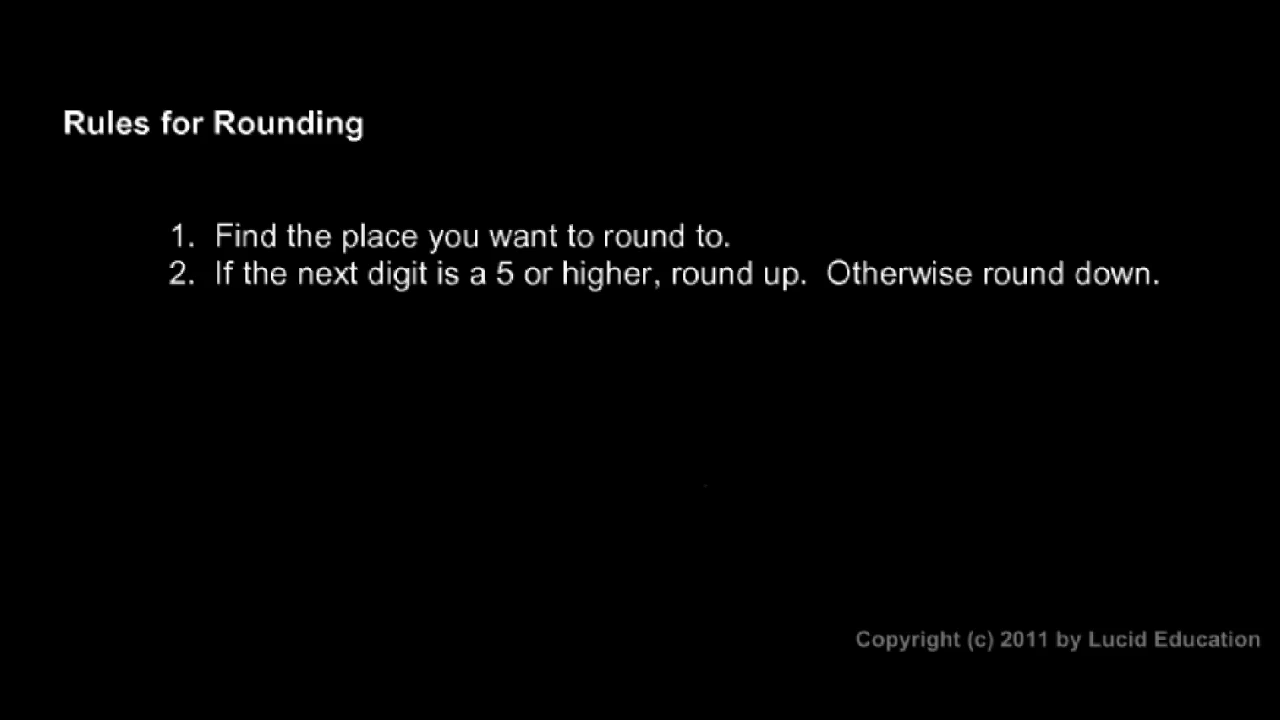 Rules for Rounding
1. Find the place you want to round to.
2. If the next digit is a 5 or higher, round up. Otherwise round down.
Copyright (c) 2011 by Lucid Education